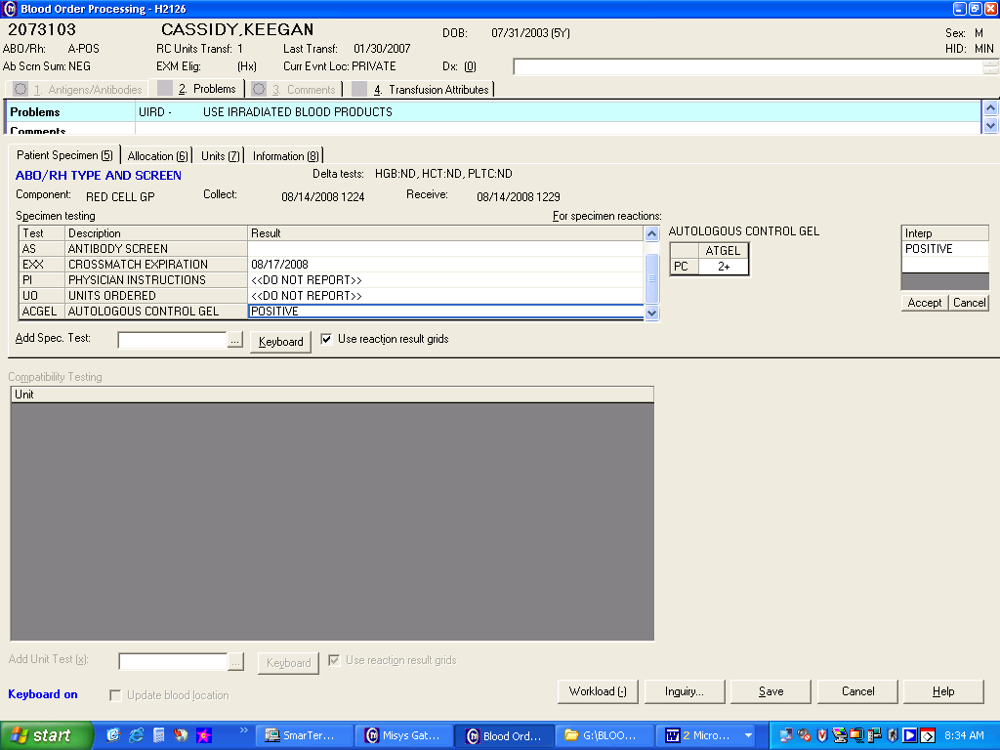 Blood Order Processing - H2126
2073103 CASSIDY,KEEGAN DOB: 07/31/2003 (5Y) Sex: M
ABO/Rh: A-POS RC Units Transf: 1 Last Transf: 01/30/2007 HID: MIN
Ab Scrn Sum: NEG EXM Elig: (Hx) Curr Evnt Loc: PRIVATE Dx: (0)
1. Antigens/Antibodies 2. Problems 3. Comments 4. Transfusion Attributes
Problems UIRD - USE IRRADIATED BLOOD PRODUCTS
Comments
Patient Specimen (5) Allocation (6) Units (7) Information (8)
ABO/RH TYPE AND SCREEN Delta tests: HGB:ND, HCT:ND, PLTC:ND
Component: RED CELL GP Collect: 08/14/2008 1224 Receive: 08/14/2008 1229
Specimen testing For specimen reactions:
Test Description Result AUTOLOGOUS CONTROL GEL Interp
AS ANTIBODY SCREEN ATGEL POSITIVE
EXX CROSSMATCH EXPIRATION 08/17/2008 PC 2+
PI PHYSICIAN INSTRUCTIONS <<DO NOT REPORT>>
UO UNITS ORDERED <<DO NOT REPORT>>
ACGEL AUTOLOGOUS CONTROL GEL POSITIVE Accept Cancel
Add Spec. Test: ... Keyboard Use reaction result grids
Compatibility Testing
Unit
Add Unit Test (x): ... Keyboard Use reaction result grids
Keyboard on Update blood location Workload (-) Inquiry... Save Cancel Help
start SmarTer... Misys Gat... Blood Ord... G:\BLOO... 2 Micro... 8:34 AM